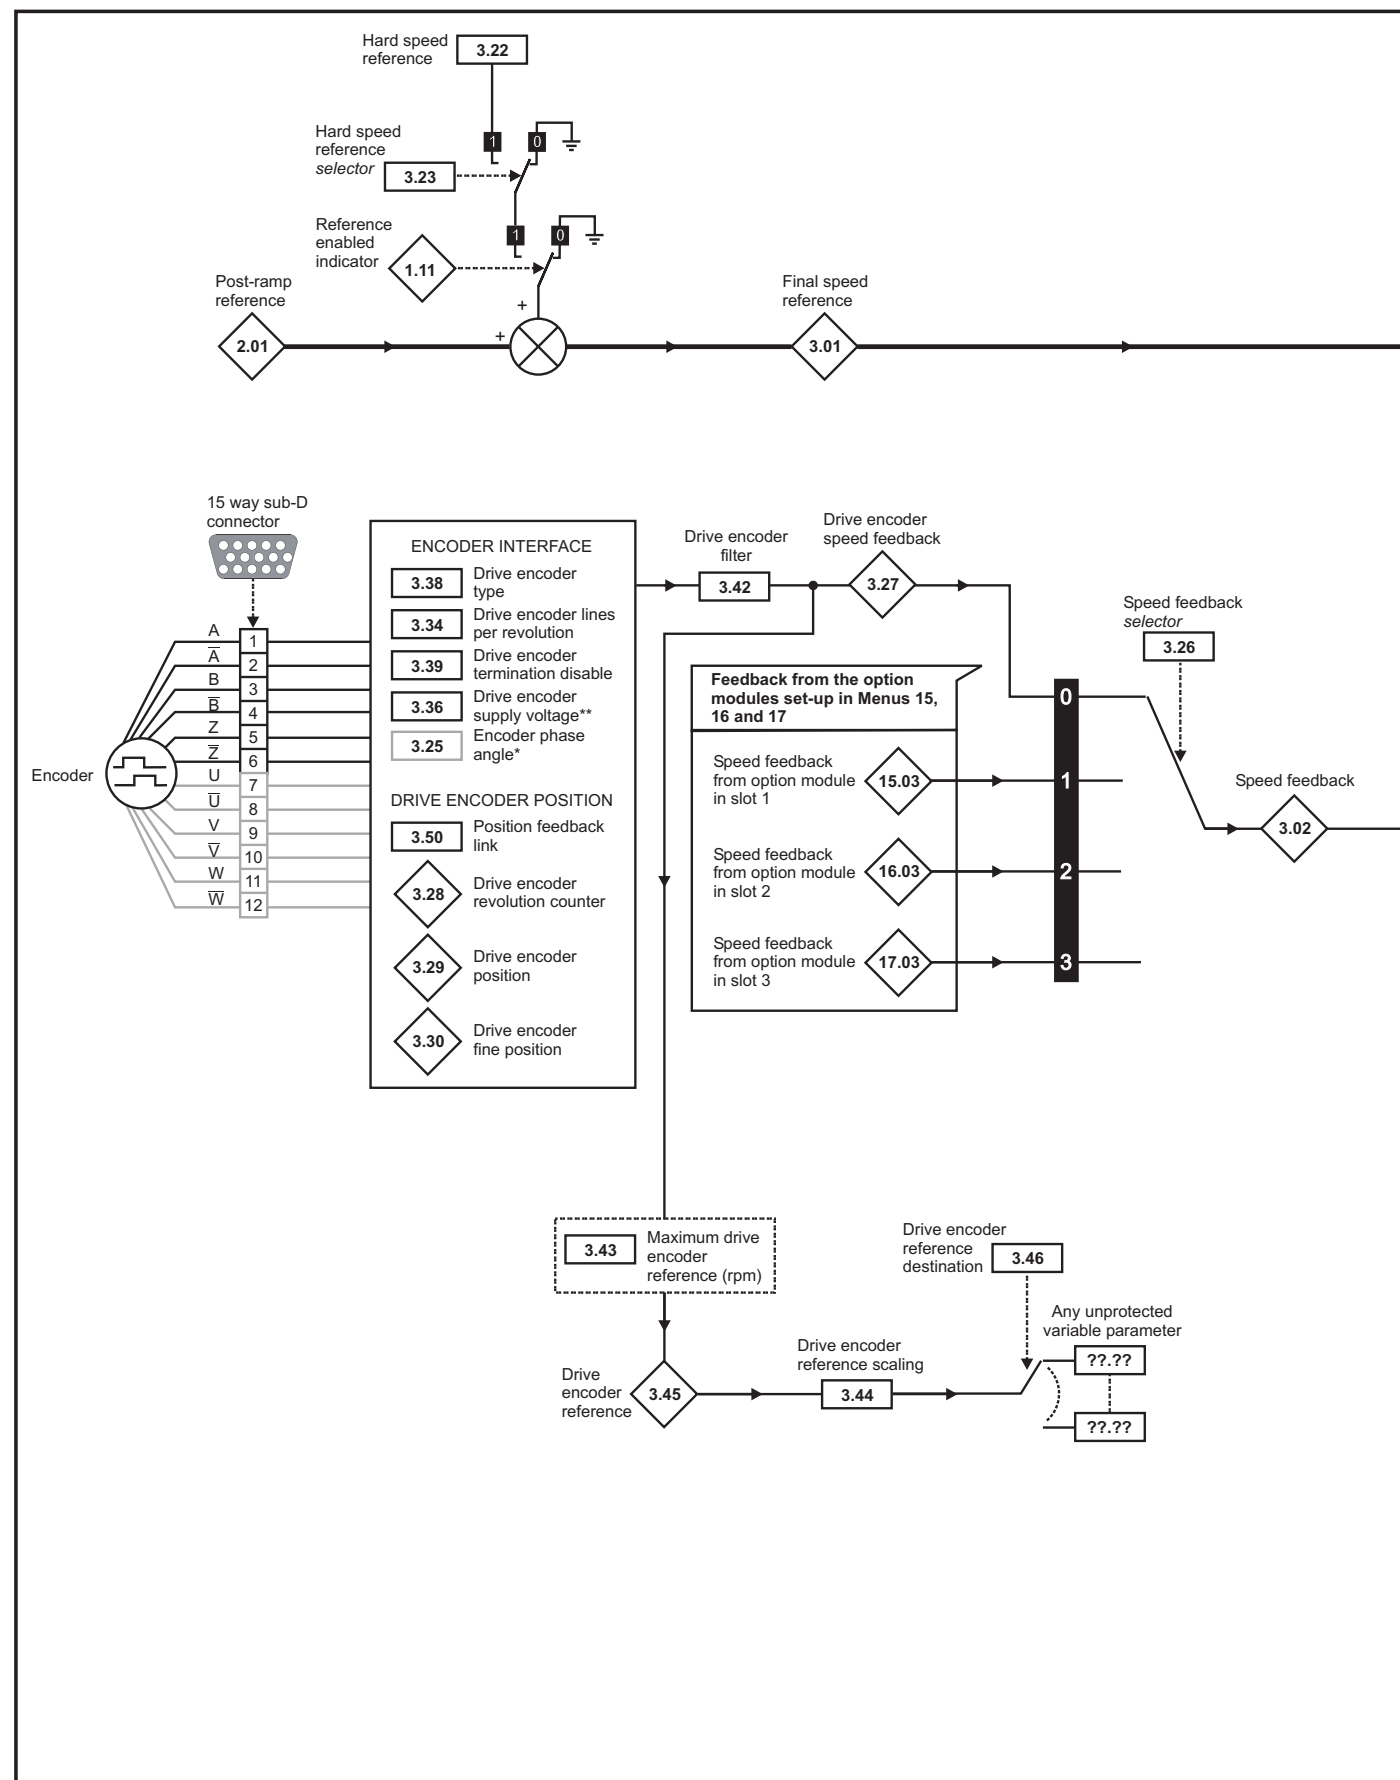 Hard speed
reference
3.22
1
0
Hard speed
reference
selector
3.23
Reference
enabled
indicator
1
0
1.11
Post-ramp
reference
2.01
+
+
Final speed
reference
3.01
15 way sub-D
connector
Encoder
A
A̅
B
B̅
Z
Z̅
U
U̅
V
V̅
W
W̅
1
2
3
4
5
6
7
8
9
10
11
12
ENCODER INTERFACE
3.38
Drive encoder
type
3.34
Drive encoder lines
per revolution
3.39
Drive encoder
termination disable
3.36
Drive encoder
supply voltage**
3.25
Encoder phase
angle*
DRIVE ENCODER POSITION
3.50
Position feedback
link
3.28
Drive encoder
revolution counter
3.29
Drive encoder
position
3.30
Drive encoder
fine position
Drive encoder
filter
3.42
Drive encoder
speed feedback
3.27
Feedback from the option
modules set-up in Menus 15,
16 and 17
Speed feedback
from option module
in slot 1
15.03
Speed feedback
from option module
in slot 2
16.03
Speed feedback
from option module
in slot 3
17.03
0
1
2
3
Speed feedback
selector
3.26
Speed feedback
3.02
3.43
Maximum drive
encoder
reference (rpm)
Drive
encoder
reference
3.45
Drive encoder
reference scaling
3.44
Drive encoder
reference
destination
3.46
Any unprotected
variable parameter
??.??
??.??